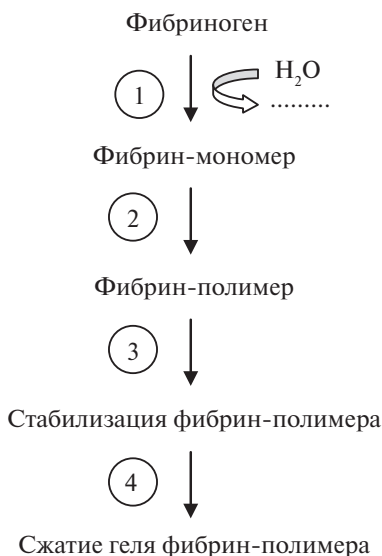 Фибриноген
1
H₂O
.........
Фибрин-мономер
2
Фибрин-полимер
3
Стабилизация фибрин-полимера
4
Сжатие геля фибрин-полимера